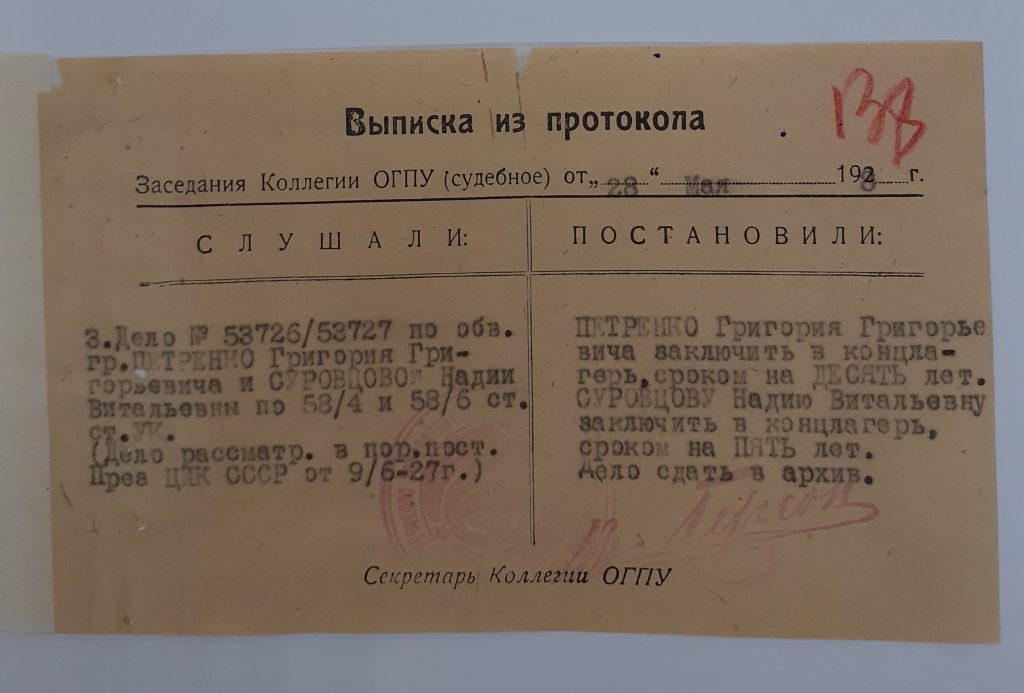 138
Выписка из протокола
Заседания Коллегии ОГПУ (судебное) от „ 28 “ Мая 1928 г.
СЛУШАЛИ:
3.Дело № 53726/53727 по обв.
гр.ПЕТРЕНКО Григория Гри-
горьевича и СУРОВЦОВОЙ Надии
Витальевны по 58/4 и 58/6 ст.
ст.УК.
(Дело рассматр. в пор.пост.
През ЦИК СССР от 9/6-27г.)
ПОСТАНОВИЛИ:
ПЕТРЕНКО Григория Григорье
вича заключить в концла-
герь,сроком на ДЕСЯТЬ лет.
СУРОВЦОВУ Надию Витальевну
заключить в концлагерь,
сроком на ПЯТЬ лет.
Дело сдать в архив.
Секретарь Коллегии ОГПУ